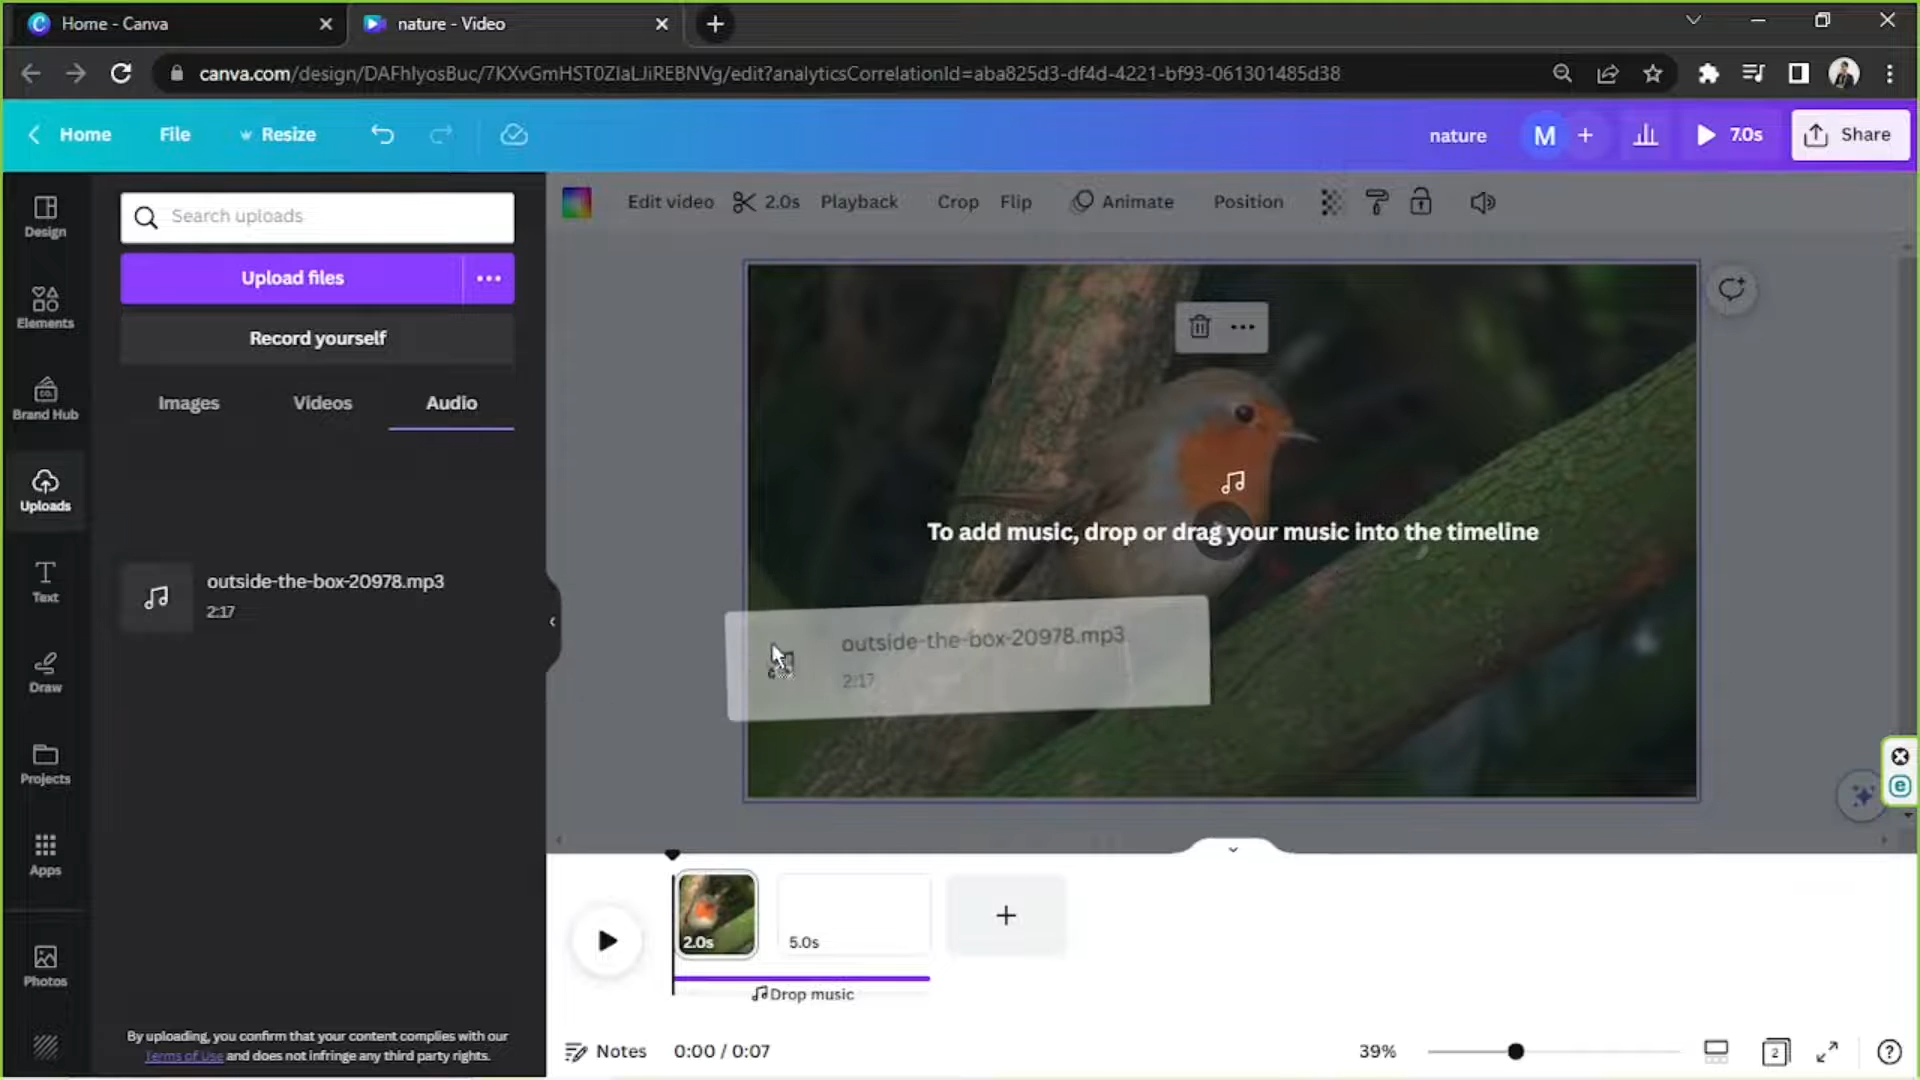 Home - Canva
nature - Video
canva.com/design/DAFhlyosBuc/7KXvGmHST0ZlaLJiREBNVg/edit?analyticsCorrelationId=aba825d3-df4d-4221-bf93-061301485d38
Home
File
Resize
nature
M
7.0s
Share
Design
Elements
Brand Hub
Uploads
Text
Draw
Projects
Apps
Photos
Search uploads
Upload files
Record yourself
Images
Videos
Audio
outside-the-box-20978.mp3
2:17
By uploading, you confirm that your content complies with our
Terms of Use and does not infringe any third party rights.
Edit video
2.0s
Playback
Crop
Flip
Animate
Position
To add music, drop or drag your music into the timeline
outside-the-box-20978.mp3
2:17
2.0s
5.0s
Drop music
Notes
0:00 / 0:07
39%
2